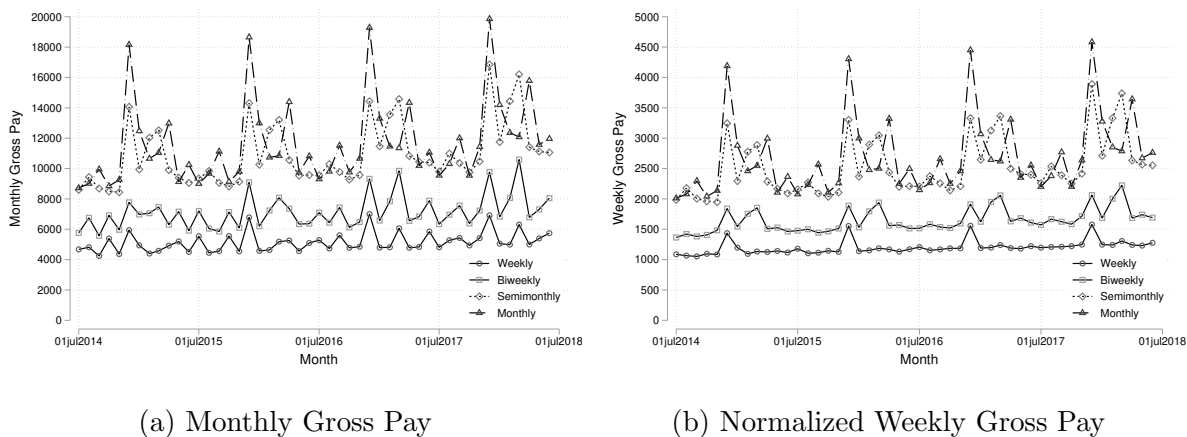 20000
18000
16000
14000
12000
10000
8000
6000
4000
2000
0
Monthly Gross Pay
01jul2014 01jul2015 01jul2016 01jul2017 01jul2018
Month
Weekly
Biweekly
Semimonthly
Monthly
(a) Monthly Gross Pay
5000
4500
4000
3500
3000
2500
2000
1500
1000
500
0
Weekly Gross Pay
01jul2014 01jul2015 01jul2016 01jul2017 01jul2018
Month
Weekly
Biweekly
Semimonthly
Monthly
(b) Normalized Weekly Gross Pay